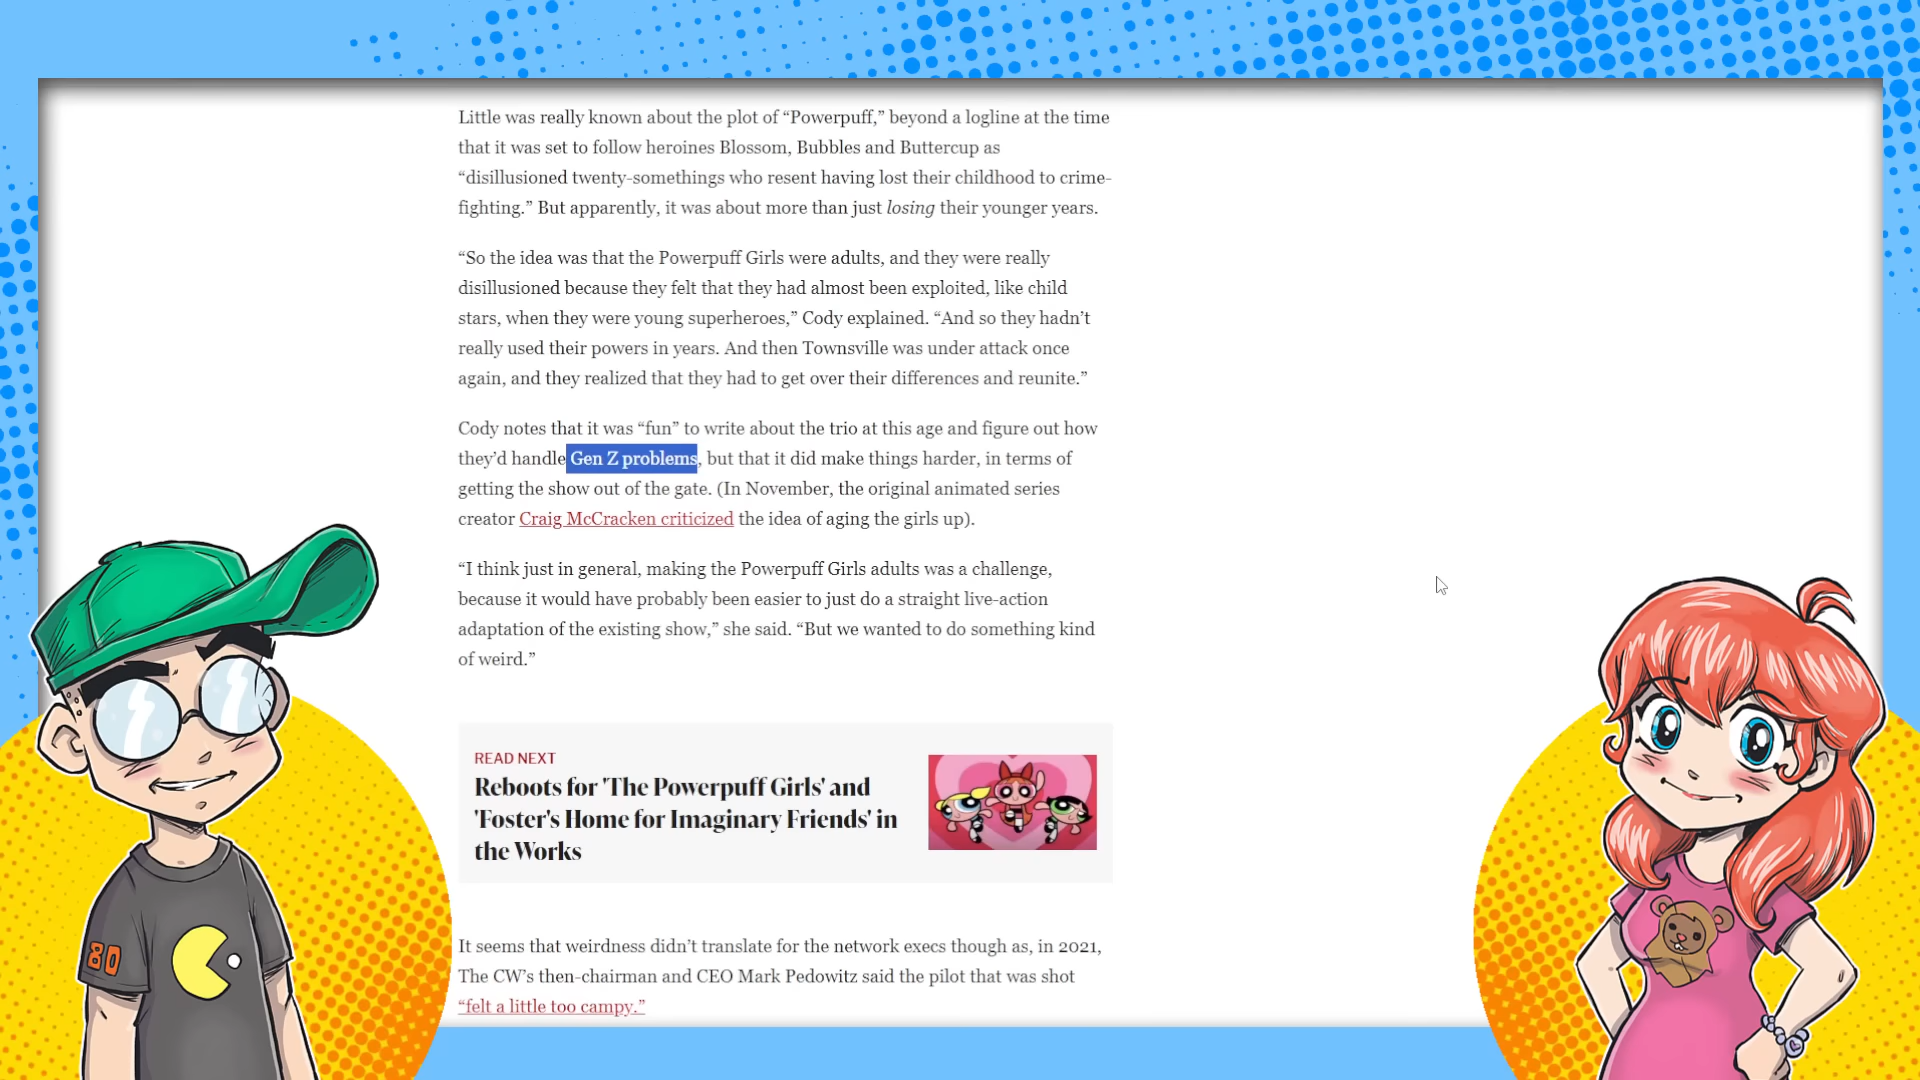 Little was really known about the plot of “Powerpuff,” beyond a logline at the time
that it was set to follow heroines Blossom, Bubbles and Buttercup as
“disillusioned twenty-somethings who resent having lost their childhood to crime-
fighting.” But apparently, it was about more than just losing their younger years.
“So the idea was that the Powerpuff Girls were adults, and they were really
disillusioned because they felt that they had almost been exploited, like child
stars, when they were young superheroes,” Cody explained. “And so they hadn’t
really used their powers in years. And then Townsville was under attack once
again, and they realized that they had to get over their differences and reunite.”
Cody notes that it was “fun” to write about the trio at this age and figure out how
they’d handle Gen Z problems, but that it did make things harder, in terms of
getting the show out of the gate. (In November, the original animated series
creator Craig McCracken criticized the idea of aging the girls up).
“I think just in general, making the Powerpuff Girls adults was a challenge,
because it would have probably been easier to just do a straight live-action
adaptation of the existing show,” she said. “But we wanted to do something kind
of weird.”
READ NEXT
Reboots for 'The Powerpuff Girls' and
'Foster's Home for Imaginary Friends' in
the Works
It seems that weirdness didn’t translate for the network execs though as, in 2021,
The CW’s then-chairman and CEO Mark Pedowitz said the pilot that was shot
“felt a little too campy.”
80